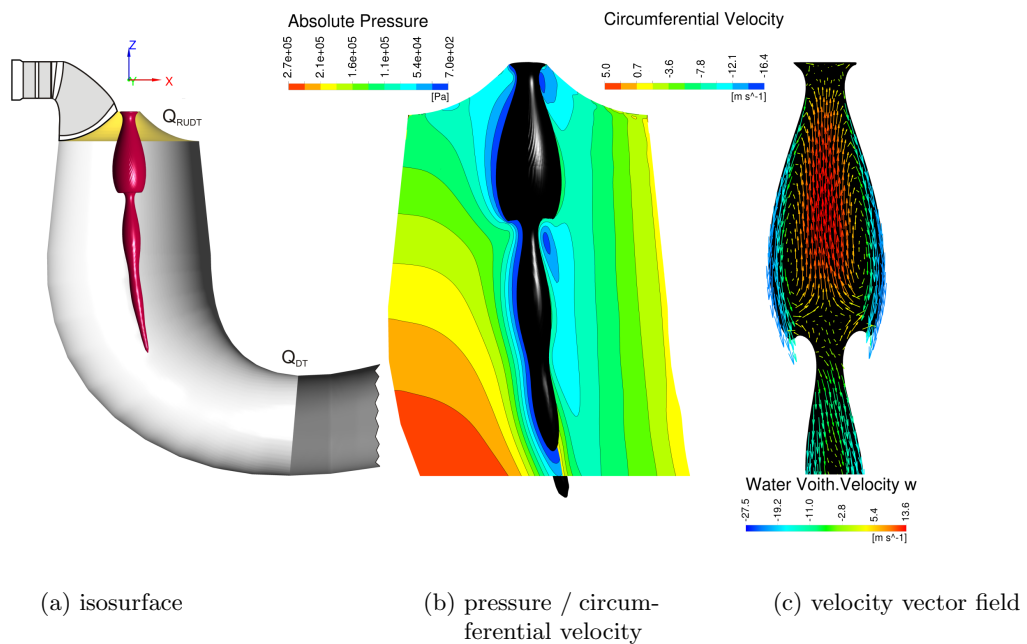 Absolute Pressure
2.7e+05
2.1e+05
1.6e+05
1.1e+05
5.4e+04
7.0e+02
[Pa]
Circumferential Velocity
5.0
0.7
-3.6
-7.8
-12.1
-16.4
[m s^-1]
Z
Y
X
Q_RUDT
Q_DT
Water Voith.Velocity w
-27.5
-19.2
-11.0
-2.8
5.4
13.6
[m s^-1]
(a) isosurface
(b) pressure / circum-
ferential velocity
(c) velocity vector field